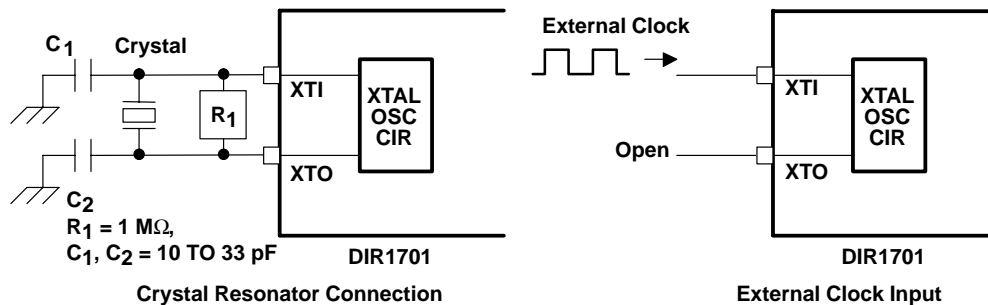 C1
Crystal
XTI
R1
XTAL
OSC
CIR
XTO
C2
R1 = 1 MΩ,
C1, C2 = 10 TO 33 pF
DIR1701
Crystal Resonator Connection
External Clock
XTI
XTAL
OSC
CIR
Open
XTO
DIR1701
External Clock Input